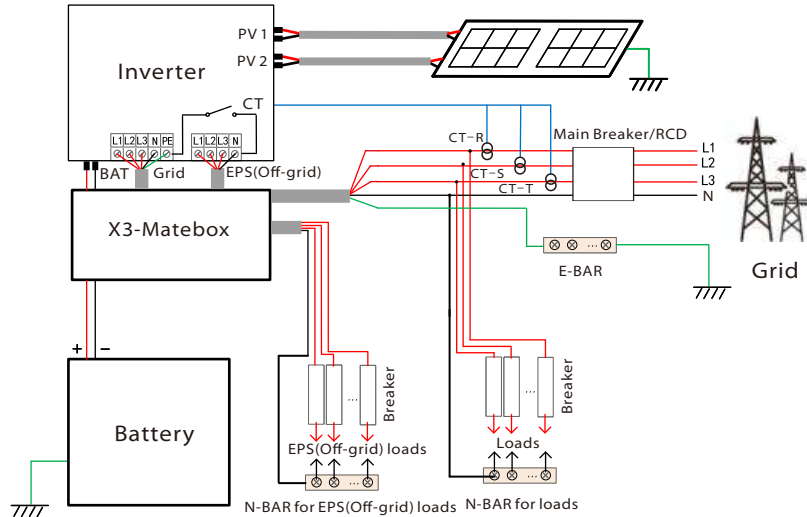 PV 1
PV 2
Inverter
CT
L1 L2 L3 N PE
L1 L2 L3 N
BAT
Grid
EPS(Off-grid)
CT-R
CT-S
CT-T
Main Breaker/RCD
L1
L2
L3
N
X3-Matebox
E-BAR
Grid
+ −
Battery
...
Breaker
EPS(Off-grid) loads
...
N-BAR for EPS(Off-grid) loads
...
Breaker
Loads
...
N-BAR for loads